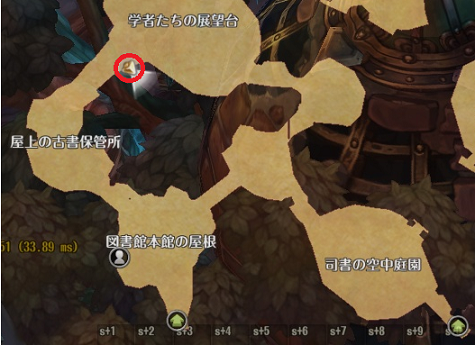 学者たちの展望台
屋上の古書保管所
図書館本館の屋根
51 (33.89 ms)
司書の空中庭園
s+1 s+2 s+3 s+4 s+5 s+6 s+7 s+8 s+9